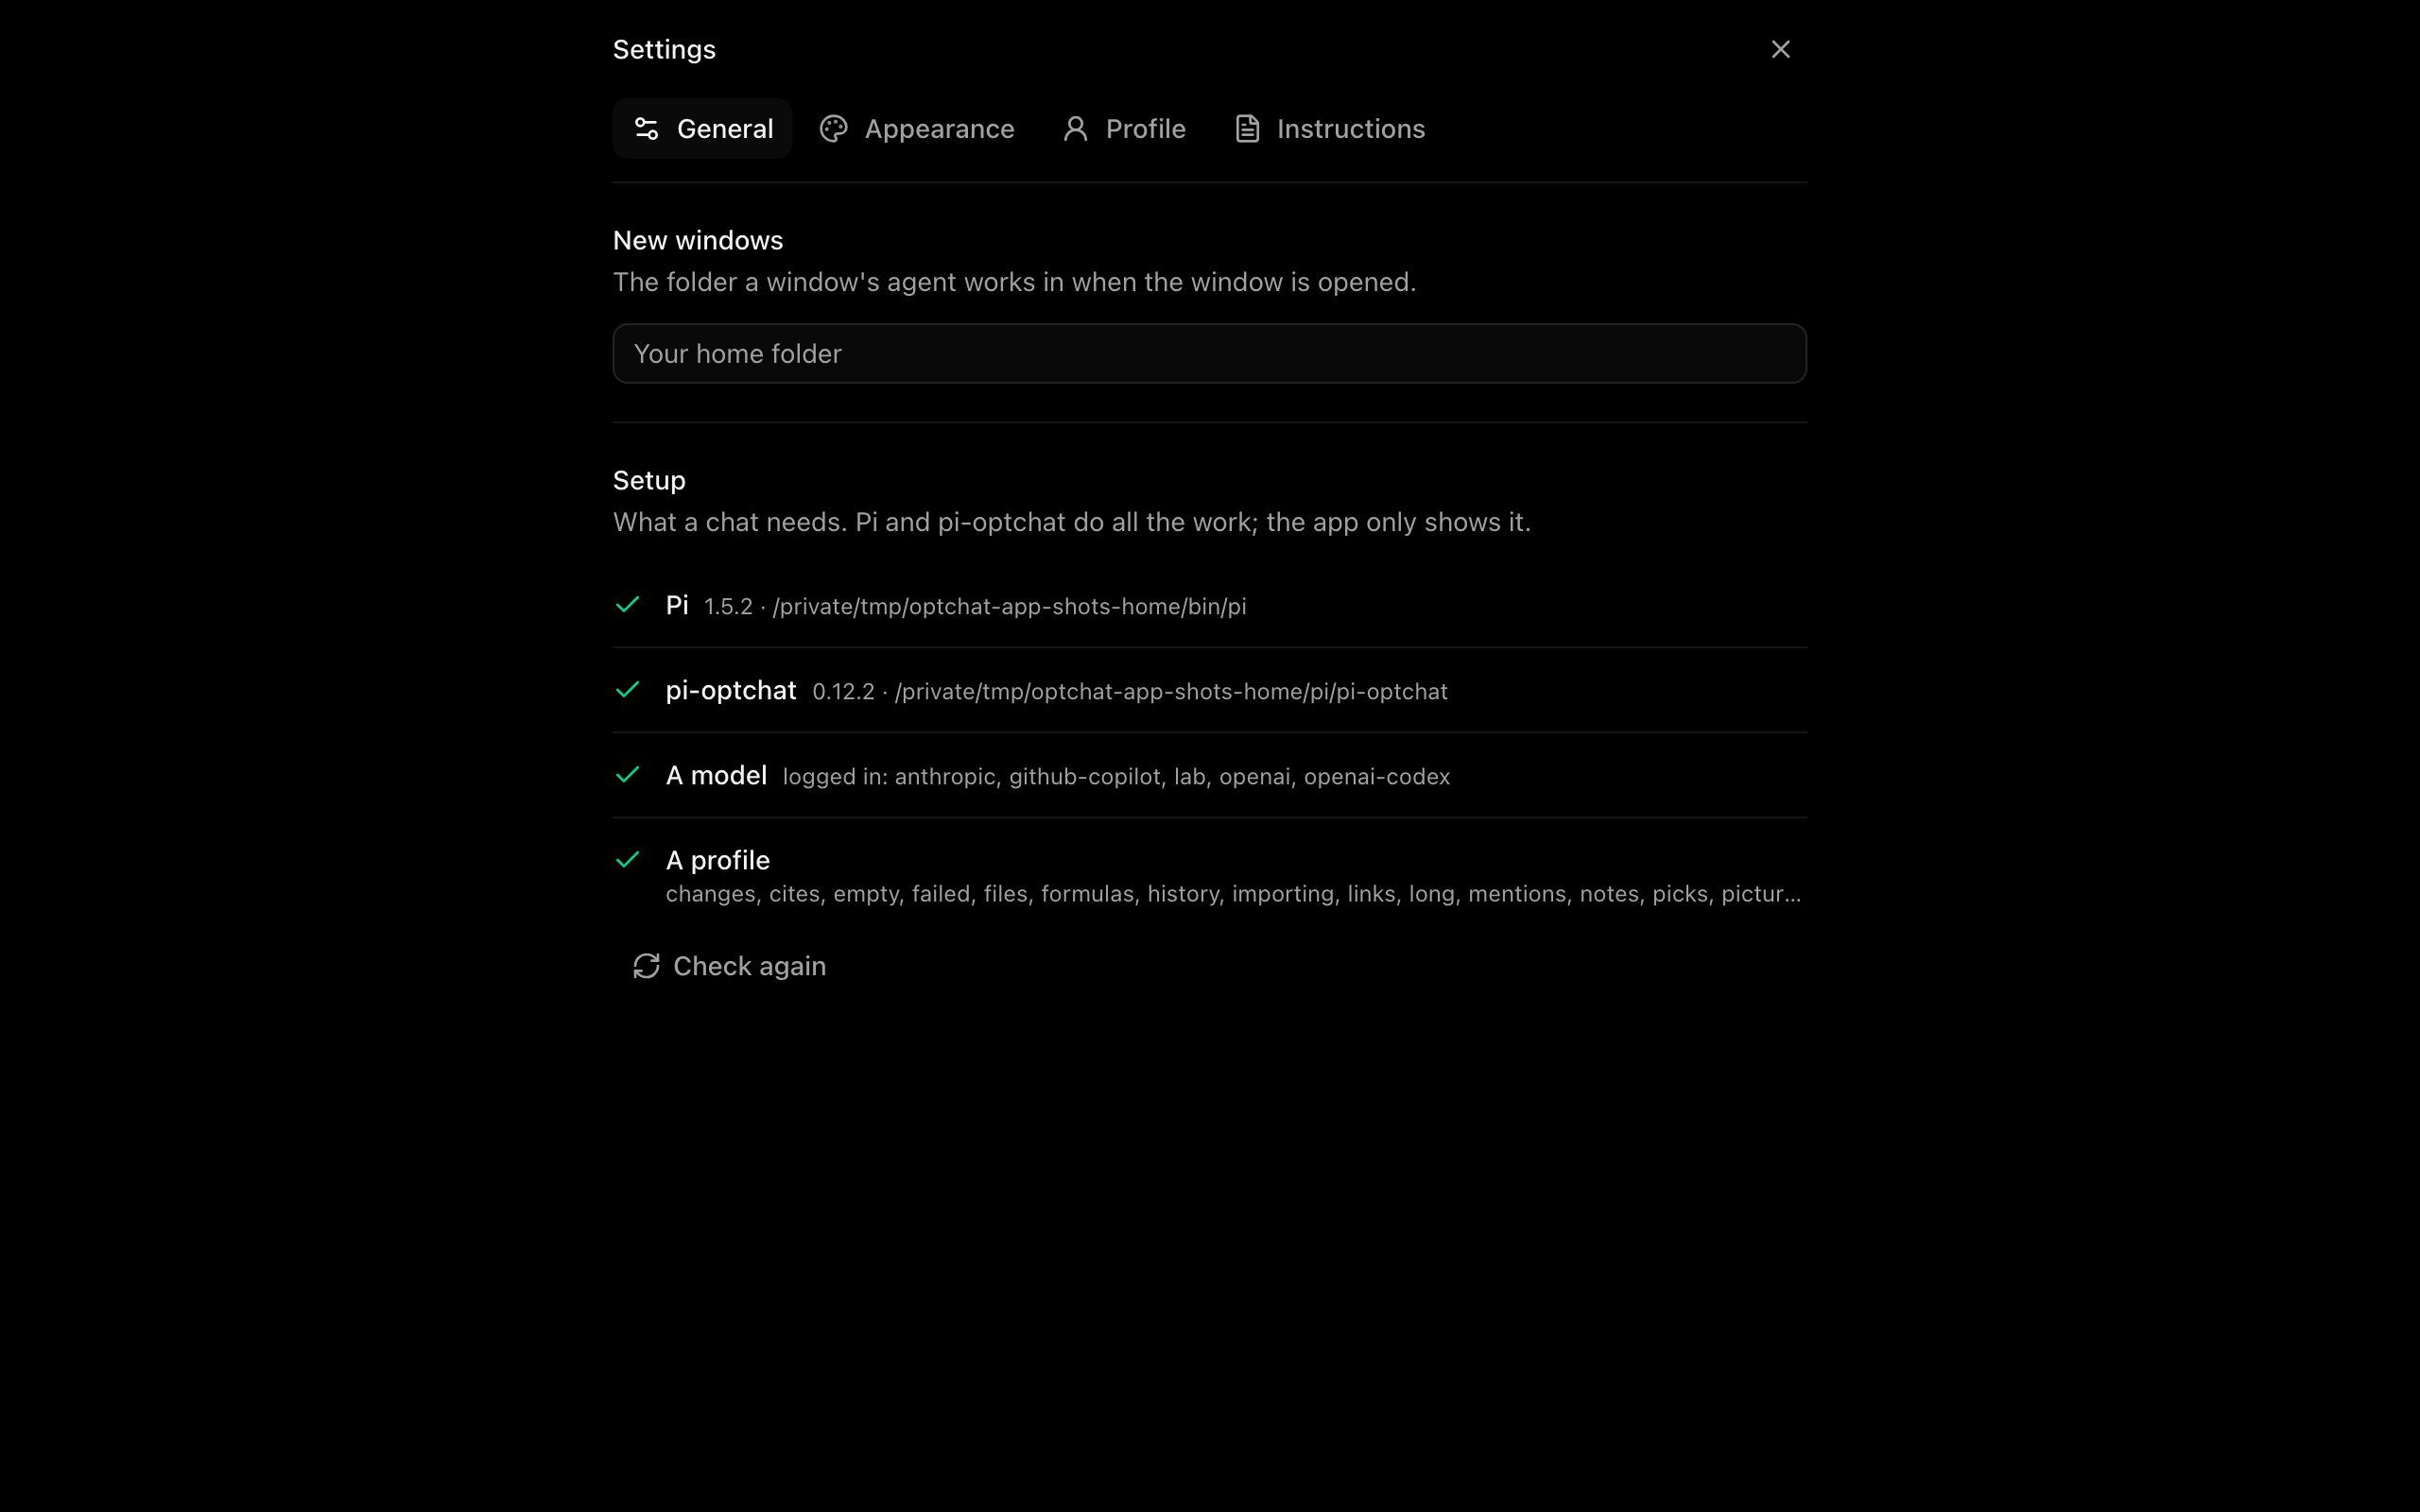 Settings
General
Appearance
Profile
Instructions
New windows
The folder a window's agent works in when the window is opened.
Your home folder
Setup
What a chat needs. Pi and pi-optchat do all the work; the app only shows it.
Pi 1.5.2 · /private/tmp/optchat-app-shots-home/bin/pi
pi-optchat 0.12.2 · /private/tmp/optchat-app-shots-home/pi/pi-optchat
A model logged in: anthropic, github-copilot, lab, openai, openai-codex
A profile
changes, cites, empty, failed, files, formulas, history, importing, links, long, mentions, notes, picks, pictur...
Check again